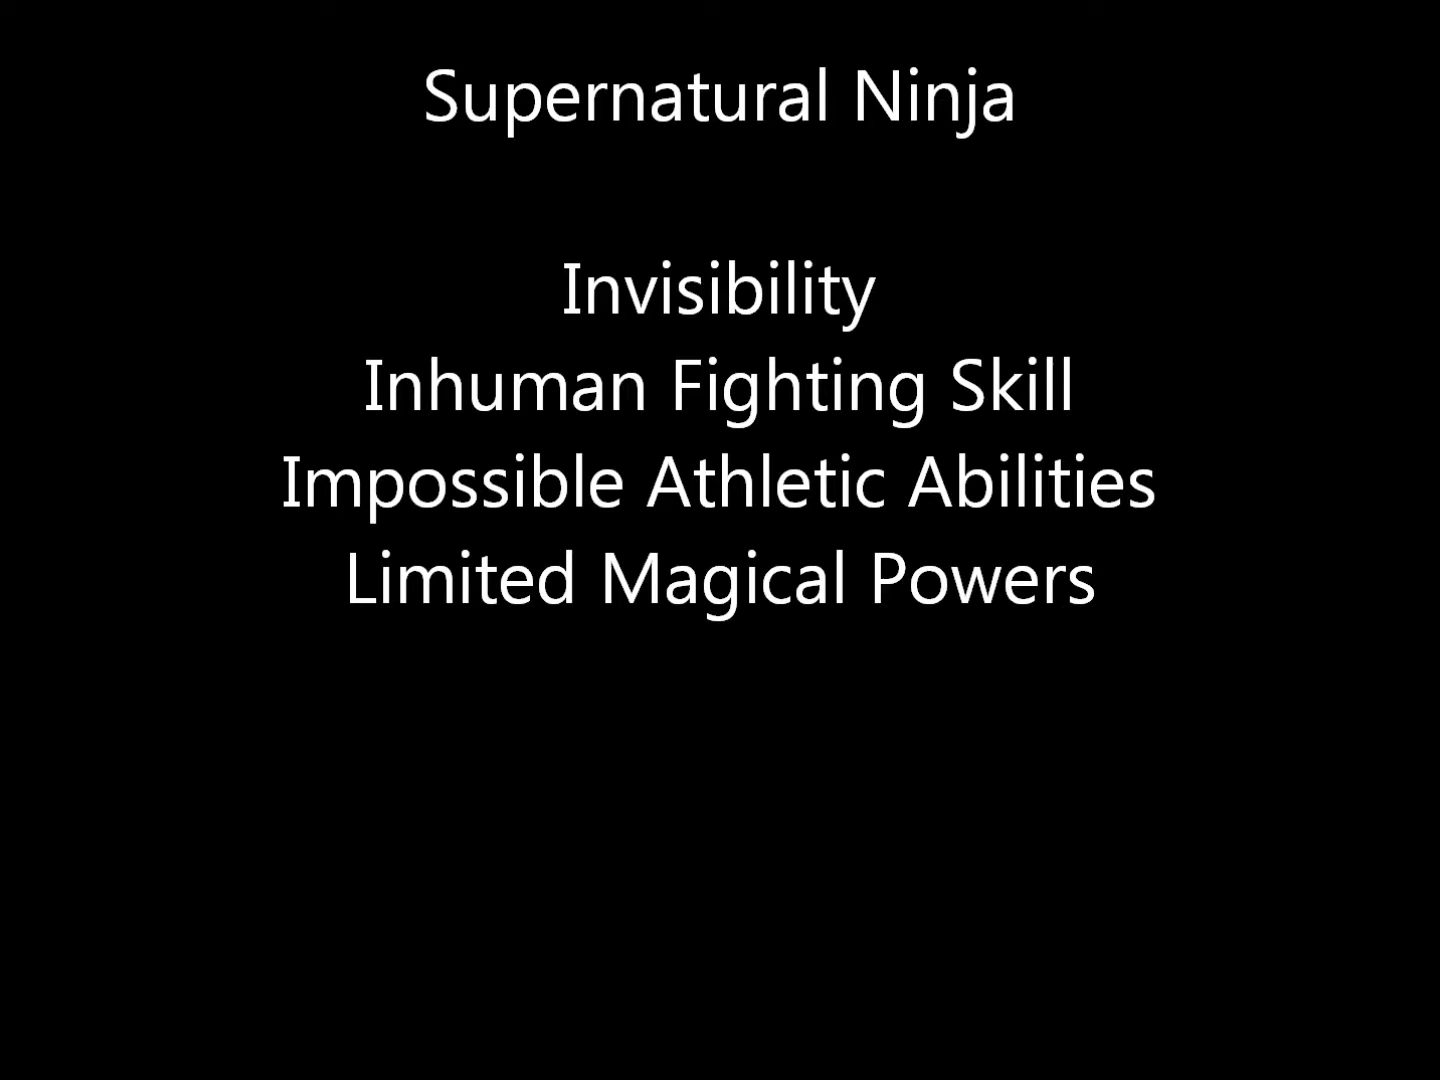 Supernatural Ninja
Invisibility
Inhuman Fighting Skill
Impossible Athletic Abilities
Limited Magical Powers